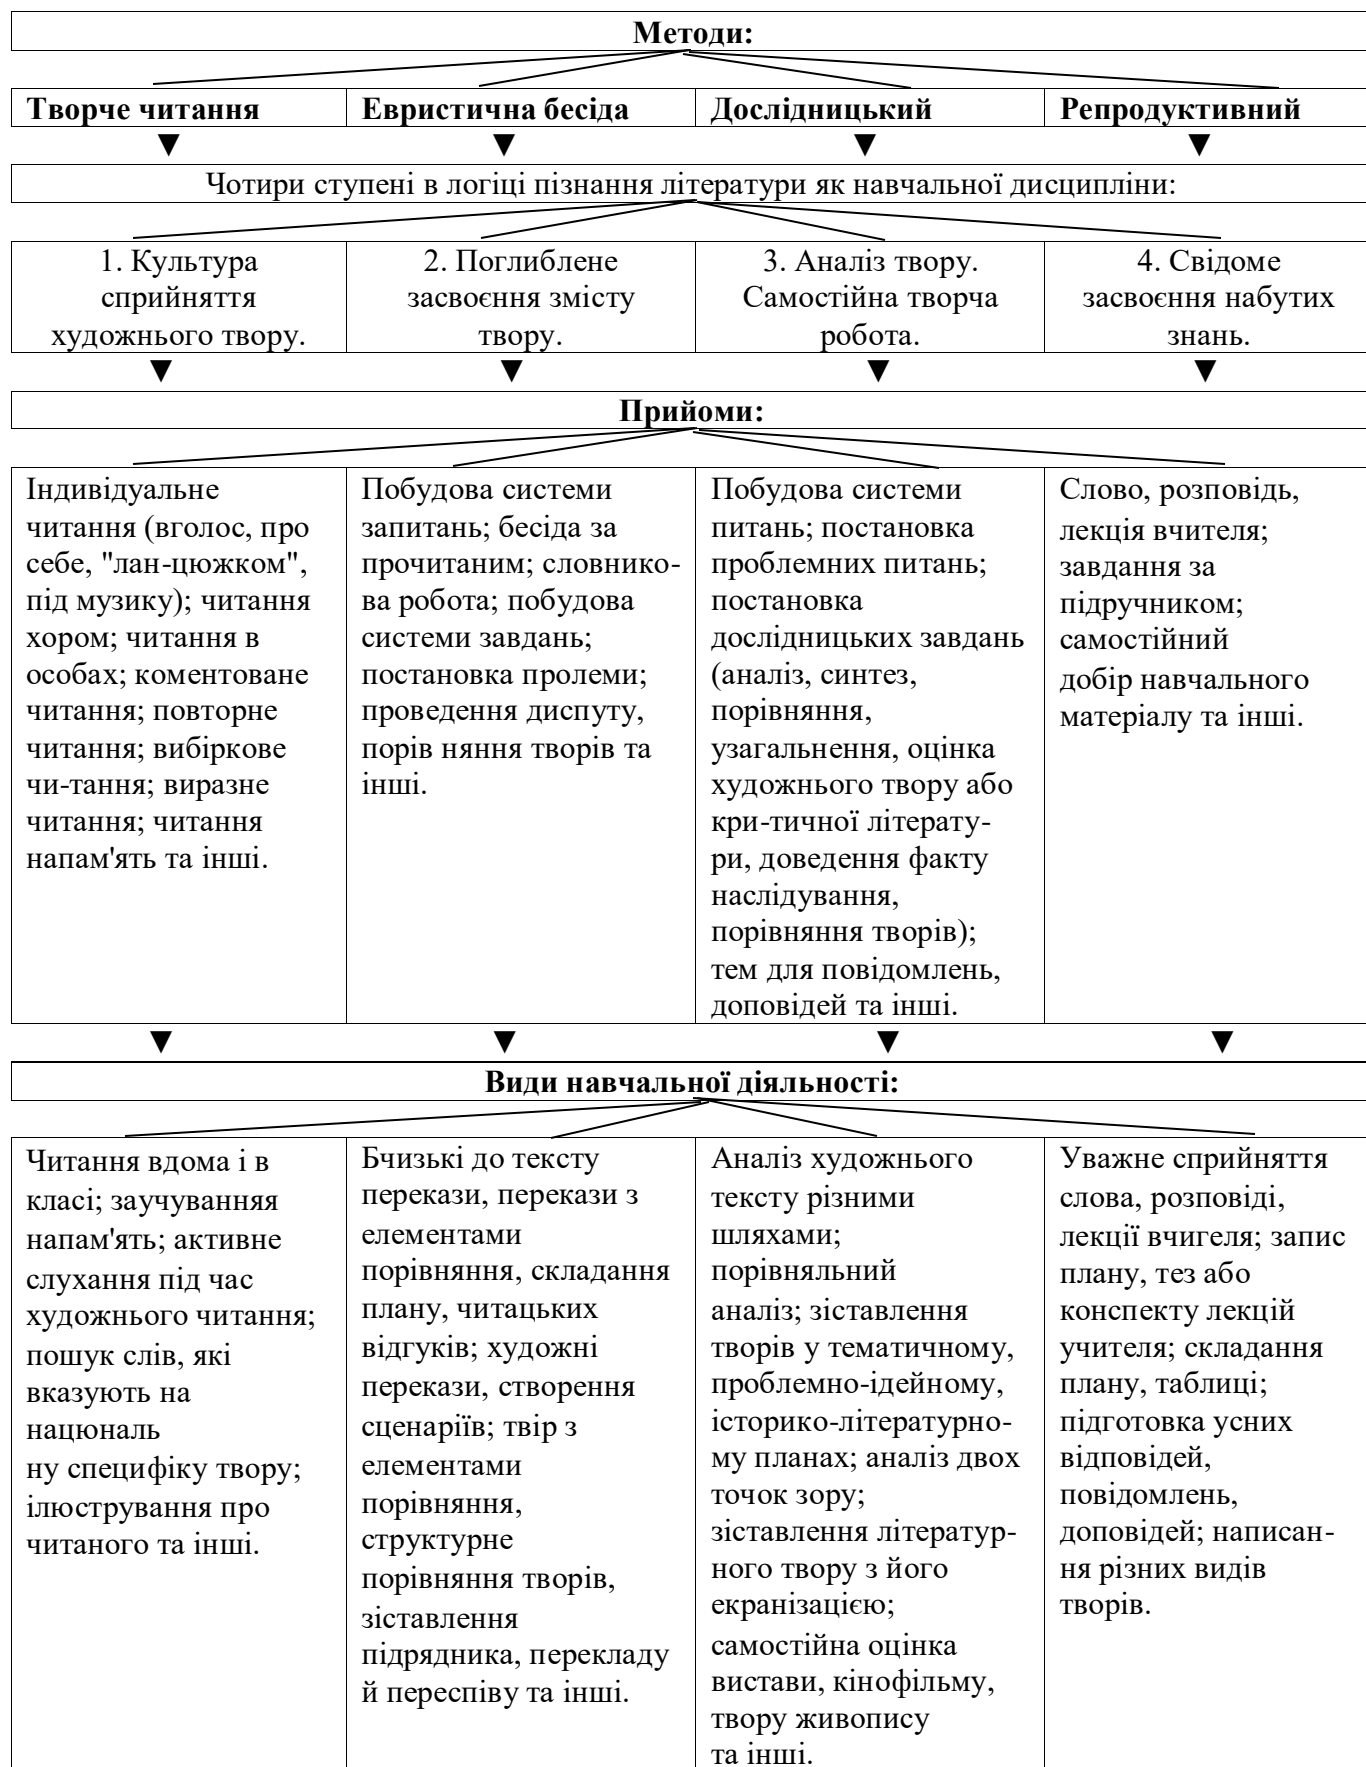 Методи:
Творче читання
Евристична бесіда
Дослідницький
Репродуктивний
Чотири ступені в логіці пізнання літератури як навчальної дисципліни:
1. Культура
сприйняття
художнього твору.
2. Поглиблене
засвоєння змісту
твору.
3. Аналіз твору.
Самостійна творча
робота.
4. Свідоме
засвоєння набутих
знань.
Прийоми:
Індивідуальне
читання (вголос, про
себе, "лан-цюжком",
під музику); читання
хором; читання в
особах; коментоване
читання; повторне
читання; вибіркове
чи-тання; виразне
читання; читання
напам'ять та інші.
Побудова системи
запитань; бесіда за
прочитаним; словнико-
ва робота; побудова
системи завдань;
постановка пролеми;
проведення диспуту,
порів няння творів та
інші.
Побудова системи
питань; постановка
проблемних питань;
постановка
дослідницьких завдань
(аналіз, синтез,
порівняння,
узагальнення, оцінка
художнього твору або
кри-тичної літерату-
ри, доведення факту
наслідування,
порівняння творів);
тем для повідомлень,
доповідей та інші.
Слово, розповідь,
лекція вчителя;
завдання за
підручником;
самостійний
добір навчального
матеріалу та інші.
Види навчальної діяльності:
Читання вдома і в
класі; заучуванняя
напам'ять; активне
слухання під час
художнього читання;
пошук слів, які
вказують на
націоналъ
ну специфіку твору;
ілюстрування про
читаного та інші.
Бчизькі до тексту
перекази, перекази з
елементами
порівняння, складання
плану, читацьких
відгуків; художні
перекази, створення
сценаріїв; твір з
елементами
порівняння,
структурне
порівняння творів,
зіставлення
підрядника, перекладу
й переспіву та інші.
Аналіз художнього
тексту різними
шляхами;
порівняльний
аналіз; зіставлення
творів у тематичному,
проблемно-ідейному,
історико-літературно-
му планах; аналіз двох
точок зору;
зіставлення літератур-
ного твору з його
екранізацією;
самостійна оцінка
вистави, кінофільму,
твору живопису
та інші.
Уважне сприйняття
слова, розповіді,
лекції вчигеля; запис
плану, тез або
конспекту лекцій
учителя; складання
плану, таблиці;
підготовка усних
відповідей,
повідомлень,
доповідей; написан-
ня різних видів
творів.